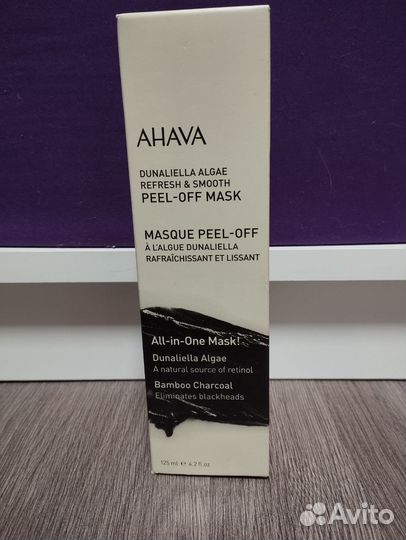 AHAVA
DUNALIELLA ALGAE
REFRESH & SMOOTH
PEEL-OFF MASK
MASQUE PEEL-OFF
À L'ALGUE DUNALIELLA
RAFRAÎCHISSANT ET LISSANT
All-in-One Mask!
Dunaliella Algae
A natural source of retinol
Bamboo Charcoal
Eliminates blackheads
125 ml ℮ 4.2 fl.oz
Avito